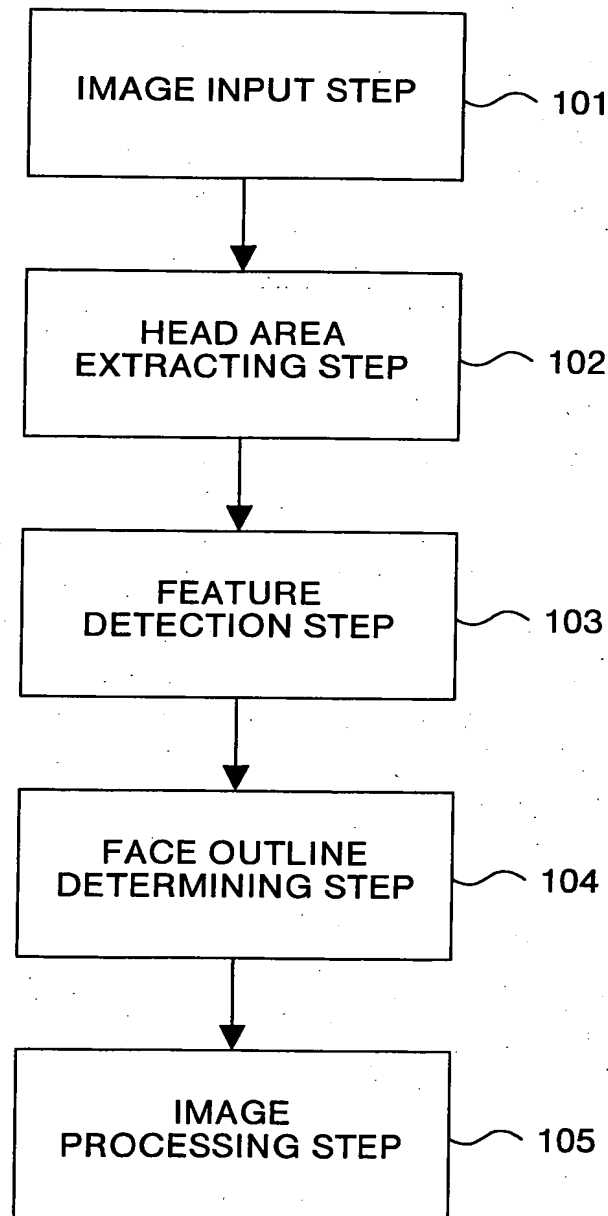 IMAGE INPUT STEP
101
HEAD AREA
EXTRACTING STEP
102
FEATURE
DETECTION STEP
103
FACE OUTLINE
DETERMINING STEP
104
IMAGE
PROCESSING STEP
105